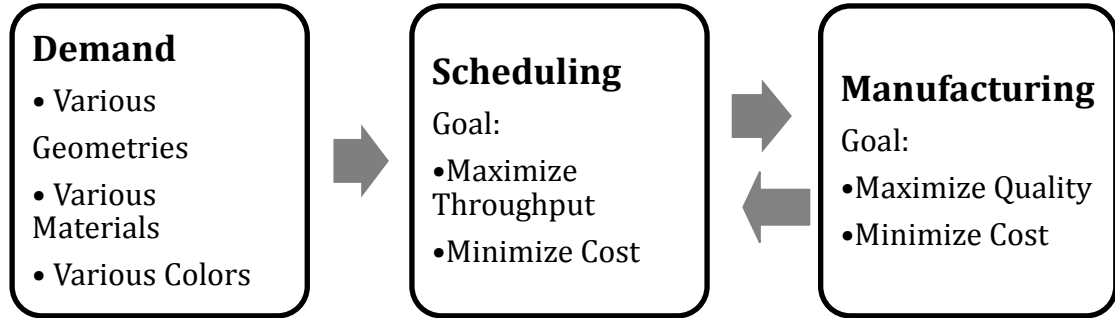 Demand
• Various
Geometries
• Various
Materials
• Various Colors
Scheduling
Goal:
•Maximize
Throughput
•Minimize Cost
Manufacturing
Goal:
•Maximize Quality
•Minimize Cost